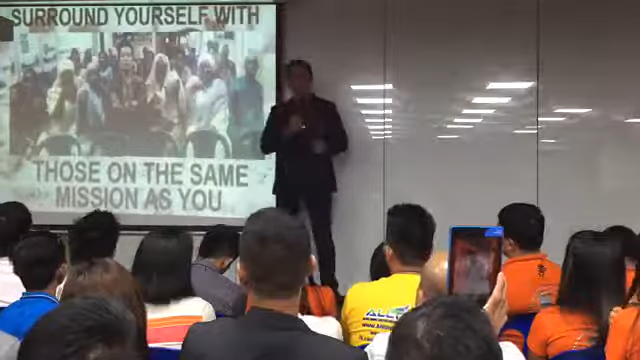 SURROUND YOURSELF WITH
THOSE ON THE SAME
MISSION AS YOU